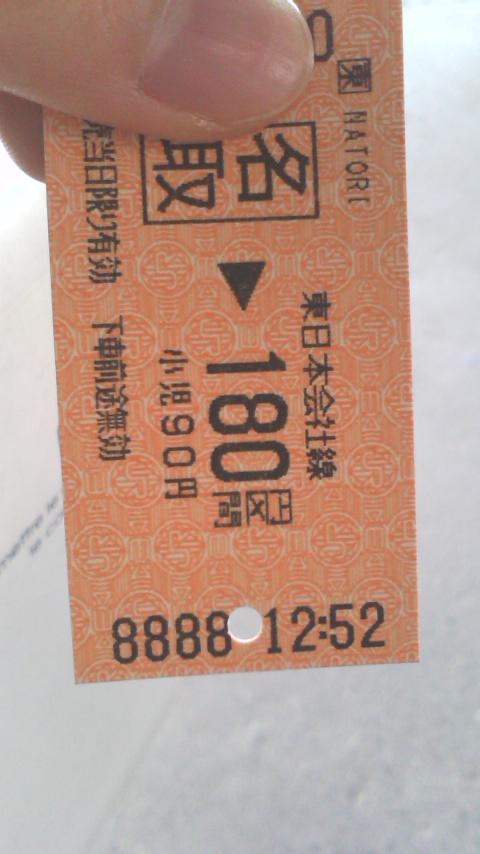 東 NATORI
名取 ▶ 東日本会社線
180円区間
小児90円
売当日限り有効 下車前途無効
8888 12:52